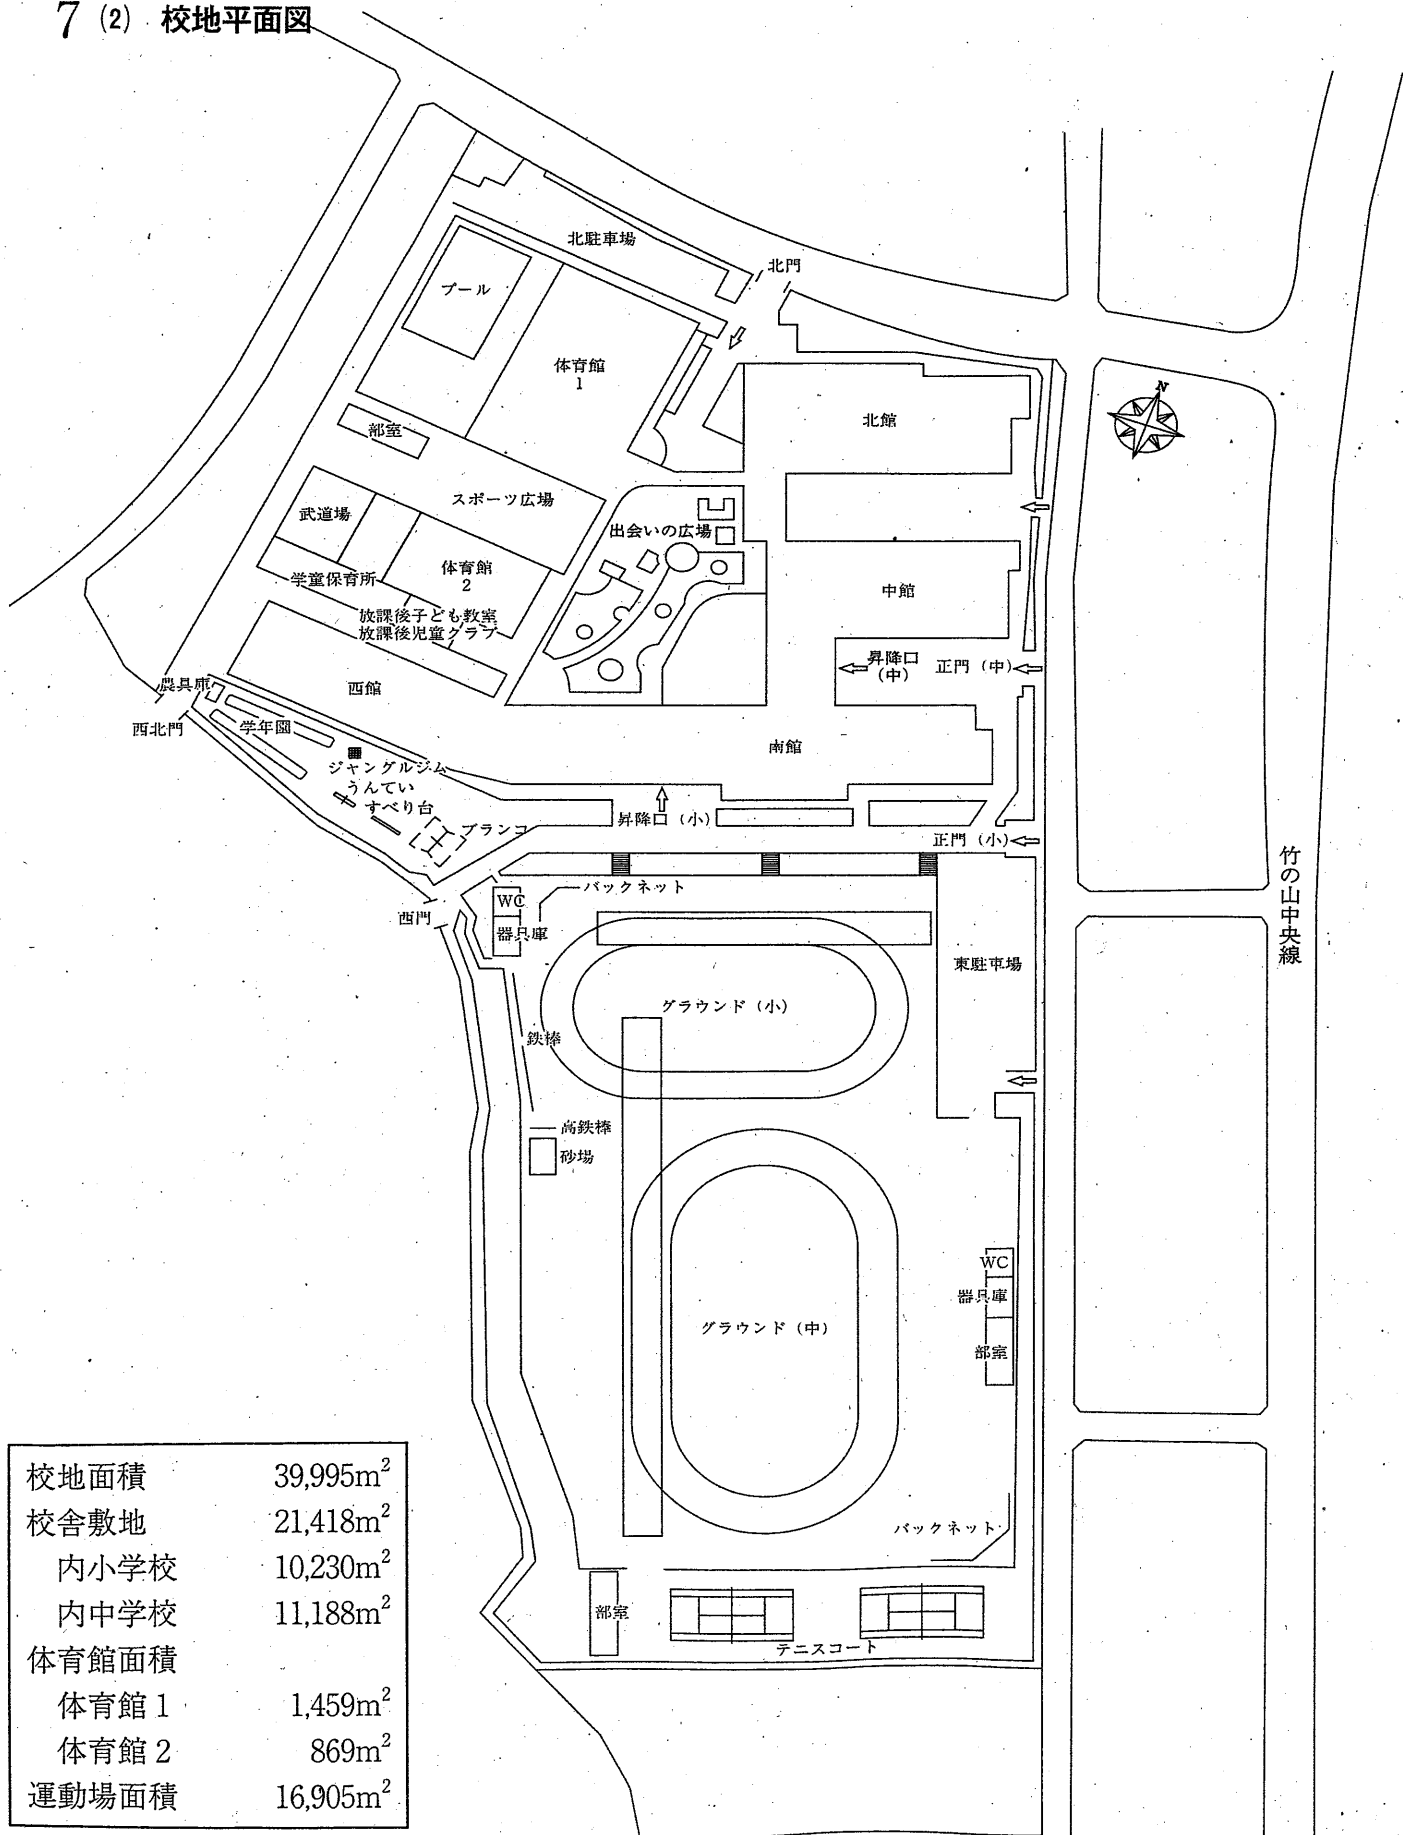 7 (2) 校地平面図
北駐車場
北門
プール
体育館
1
N
北館
部室
スポーツ広場
武道場
出会いの広場
学童保育所
体育館
2
中館
放課後子ども教室
放課後児童クラブ
昇降口
(中)
正門(中)
農具庫
西館
西北門
学年園
南館
ジャングルジム
うんてい
すべり台
昇降口(小)
ブランコ
正門(小)
竹の山中央線
バックネット
WC
西門
器具庫
東駐車場
グラウンド(小)
鉄棒
高鉄棒
砂場
WC
器具庫
グラウンド(中)
部室
バックネット
部室
テニスコート
校地面積 39,995m²
校舎敷地 21,418m²
内小学校 10,230m²
内中学校 11,188m²
体育館面積
体育館1 1,459m²
体育館2 869m²
運動場面積 16,905m²